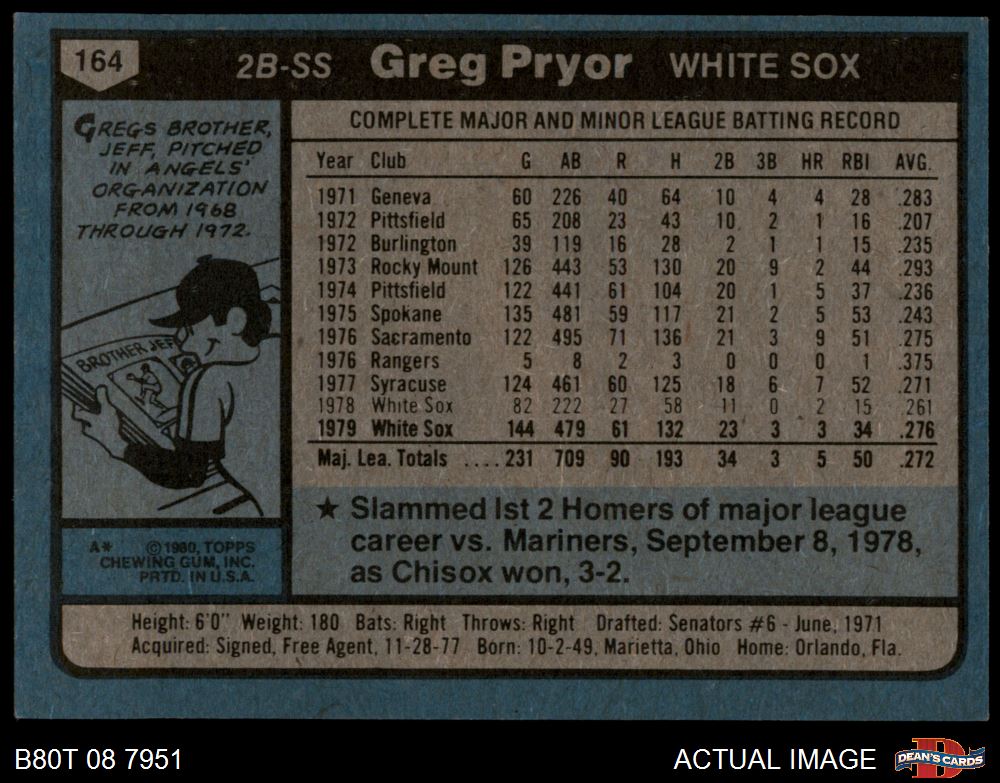 164 2B-SS Greg Pryor WHITE SOX
GREGS BROTHER,
JEFF, PITCHED
IN ANGELS'
ORGANIZATION
FROM 1968
THROUGH 1972.
BROTHER JEFF
A* ©1980, TOPPS
CHEWING GUM, INC.
PRTD. IN U.S.A.
COMPLETE MAJOR AND MINOR LEAGUE BATTING RECORD
Year Club G AB R H 2B 3B HR RBI AVG.
1971 Geneva 60 226 40 64 10 4 4 28 .283
1972 Pittsfield 65 208 23 43 10 2 1 16 .207
1972 Burlington 39 119 16 28 2 1 1 15 .235
1973 Rocky Mount 126 443 53 130 20 9 2 44 .293
1974 Pittsfield 122 441 61 104 20 1 5 37 .236
1975 Spokane 135 481 59 117 21 2 5 53 .243
1976 Sacramento 122 495 71 136 21 3 9 51 .275
1976 Rangers 5 8 2 3 0 0 0 1 .375
1977 Syracuse 124 461 60 125 18 6 7 52 .271
1978 White Sox 82 222 27 58 11 0 2 15 .261
1979 White Sox 144 479 61 132 23 3 3 34 .276
Maj. Lea. Totals ....231 709 90 193 34 3 5 50 .272
★ Slammed lst 2 Homers of major league
career vs. Mariners, September 8, 1978,
as Chisox won, 3-2.
Height: 6'0" Weight: 180 Bats: Right Throws: Right Drafted: Senators #6 - June, 1971
Acquired: Signed, Free Agent, 11-28-77 Born: 10-2-49, Marietta, Ohio Home: Orlando, Fla.
B80T 08 7951 ACTUAL IMAGE D DEAN'S CARDS